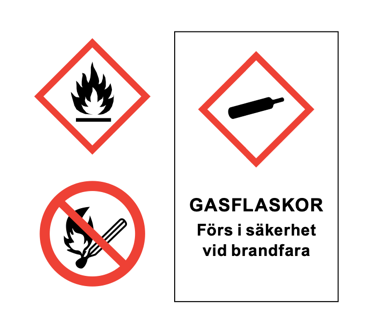 GASFLASKOR
Förs i säkerhet
vid brandfara